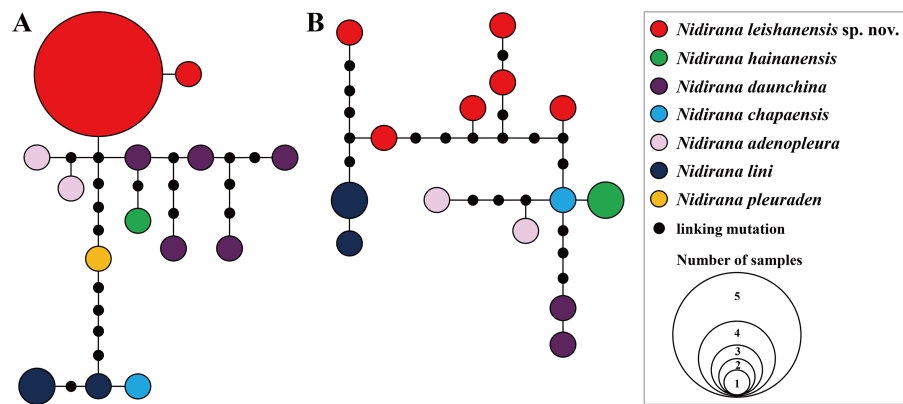 A
B
Nidirana leishanensis sp. nov.
Nidirana hainanensis
Nidirana daunchina
Nidirana chapaensis
Nidirana adenopleura
Nidirana lini
Nidirana pleuraden
linking mutation
Number of samples
5
4
3
2
1